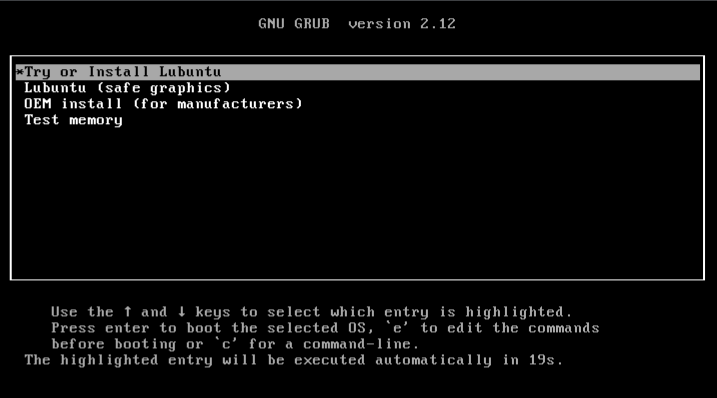 GNU GRUB  version 2.12
*Try or Install Lubuntu
Lubuntu (safe graphics)
OEM install (for manufacturers)
Test memory
Use the ↑ and ↓ keys to select which entry is highlighted.
Press enter to boot the selected OS, `e' to edit the commands
before booting or `c' for a command-line.
The highlighted entry will be executed automatically in 19s.